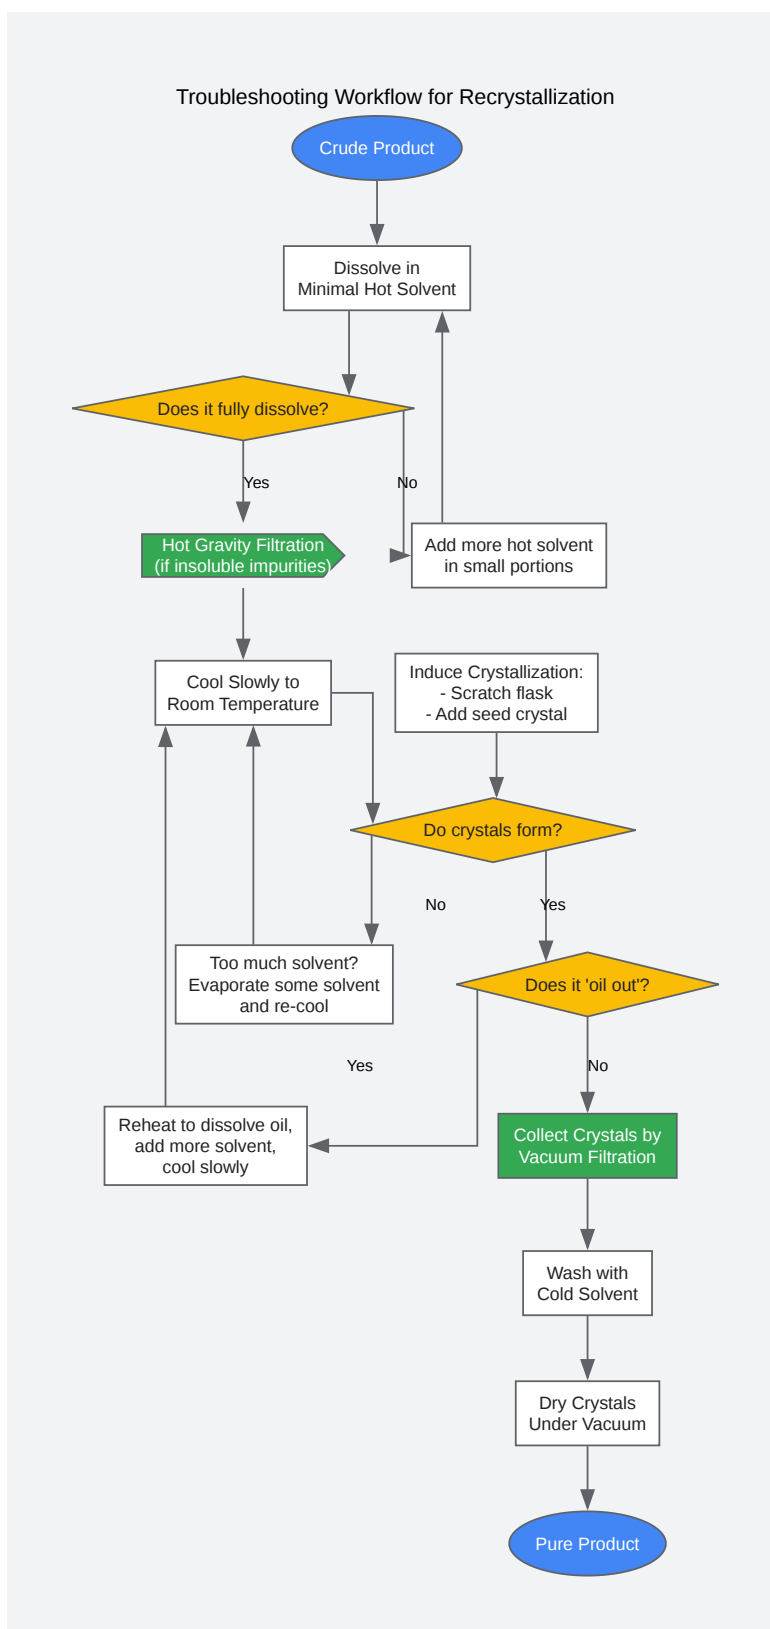 Troubleshooting Workflow for Recrystallization
Crude Product
Dissolve in
Minimal Hot Solvent
Does it fully dissolve?
Yes
No
Hot Gravity Filtration
(if insoluble impurities)
Add more hot solvent
in small portions
Cool Slowly to
Room Temperature
Induce Crystallization:
- Scratch flask
- Add seed crystal
Do crystals form?
No
Yes
Too much solvent?
Evaporate some solvent
and re-cool
Does it 'oil out'?
Yes
No
Reheat to dissolve oil,
add more solvent,
cool slowly
Collect Crystals by
Vacuum Filtration
Wash with
Cold Solvent
Dry Crystals
Under Vacuum
Pure Product